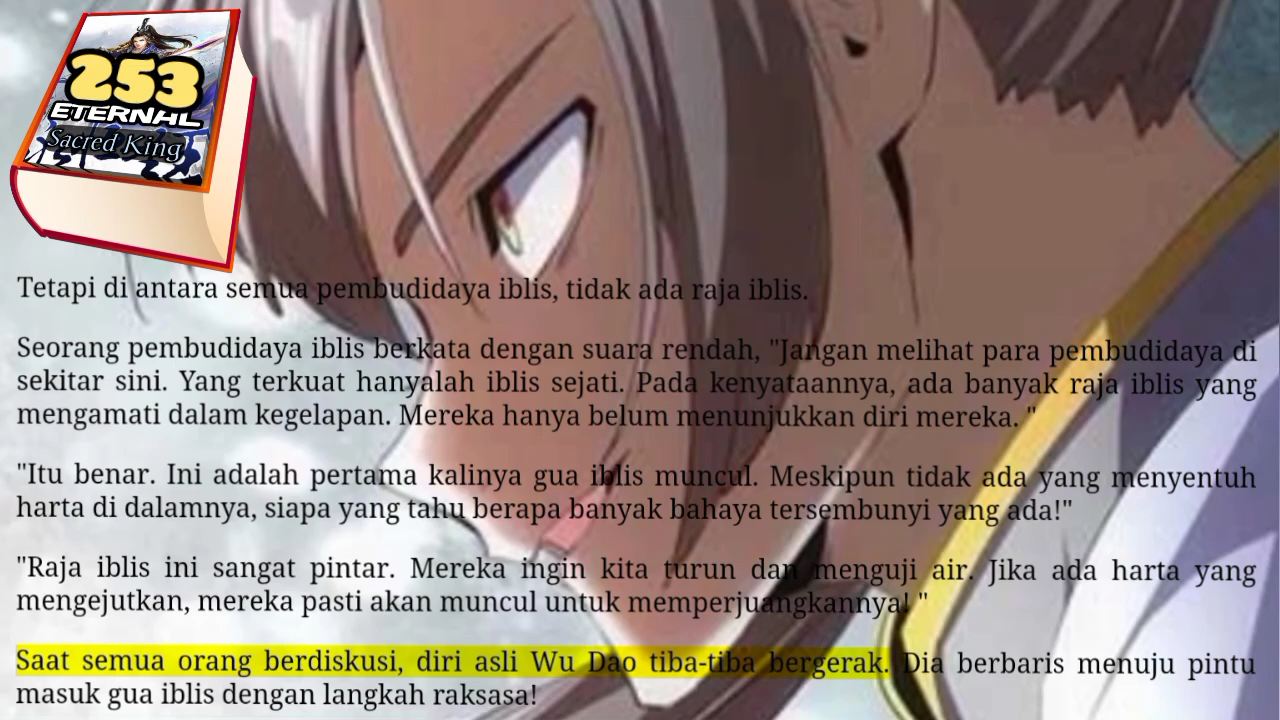 253
ETERNAL
Sacred King
Tetapi di antara semua pembudidaya iblis, tidak ada raja iblis.
Seorang pembudidaya iblis berkata dengan suara rendah, "Jangan melihat para pembudidaya di
sekitar sini. Yang terkuat hanyalah iblis sejati. Pada kenyataannya, ada banyak raja iblis yang
mengamati dalam kegelapan. Mereka hanya belum menunjukkan diri mereka. "
"Itu benar. Ini adalah pertama kalinya gua iblis muncul. Meskipun tidak ada yang menyentuh
harta di dalamnya, siapa yang tahu berapa banyak bahaya tersembunyi yang ada!"
"Raja iblis ini sangat pintar. Mereka ingin kita turun dan menguji air. Jika ada harta yang
mengejutkan, mereka pasti akan muncul untuk memperjuangkannya! "
Saat semua orang berdiskusi, diri asli Wu Dao tiba-tiba bergerak. Dia berbaris menuju pintu
masuk gua iblis dengan langkah raksasa!